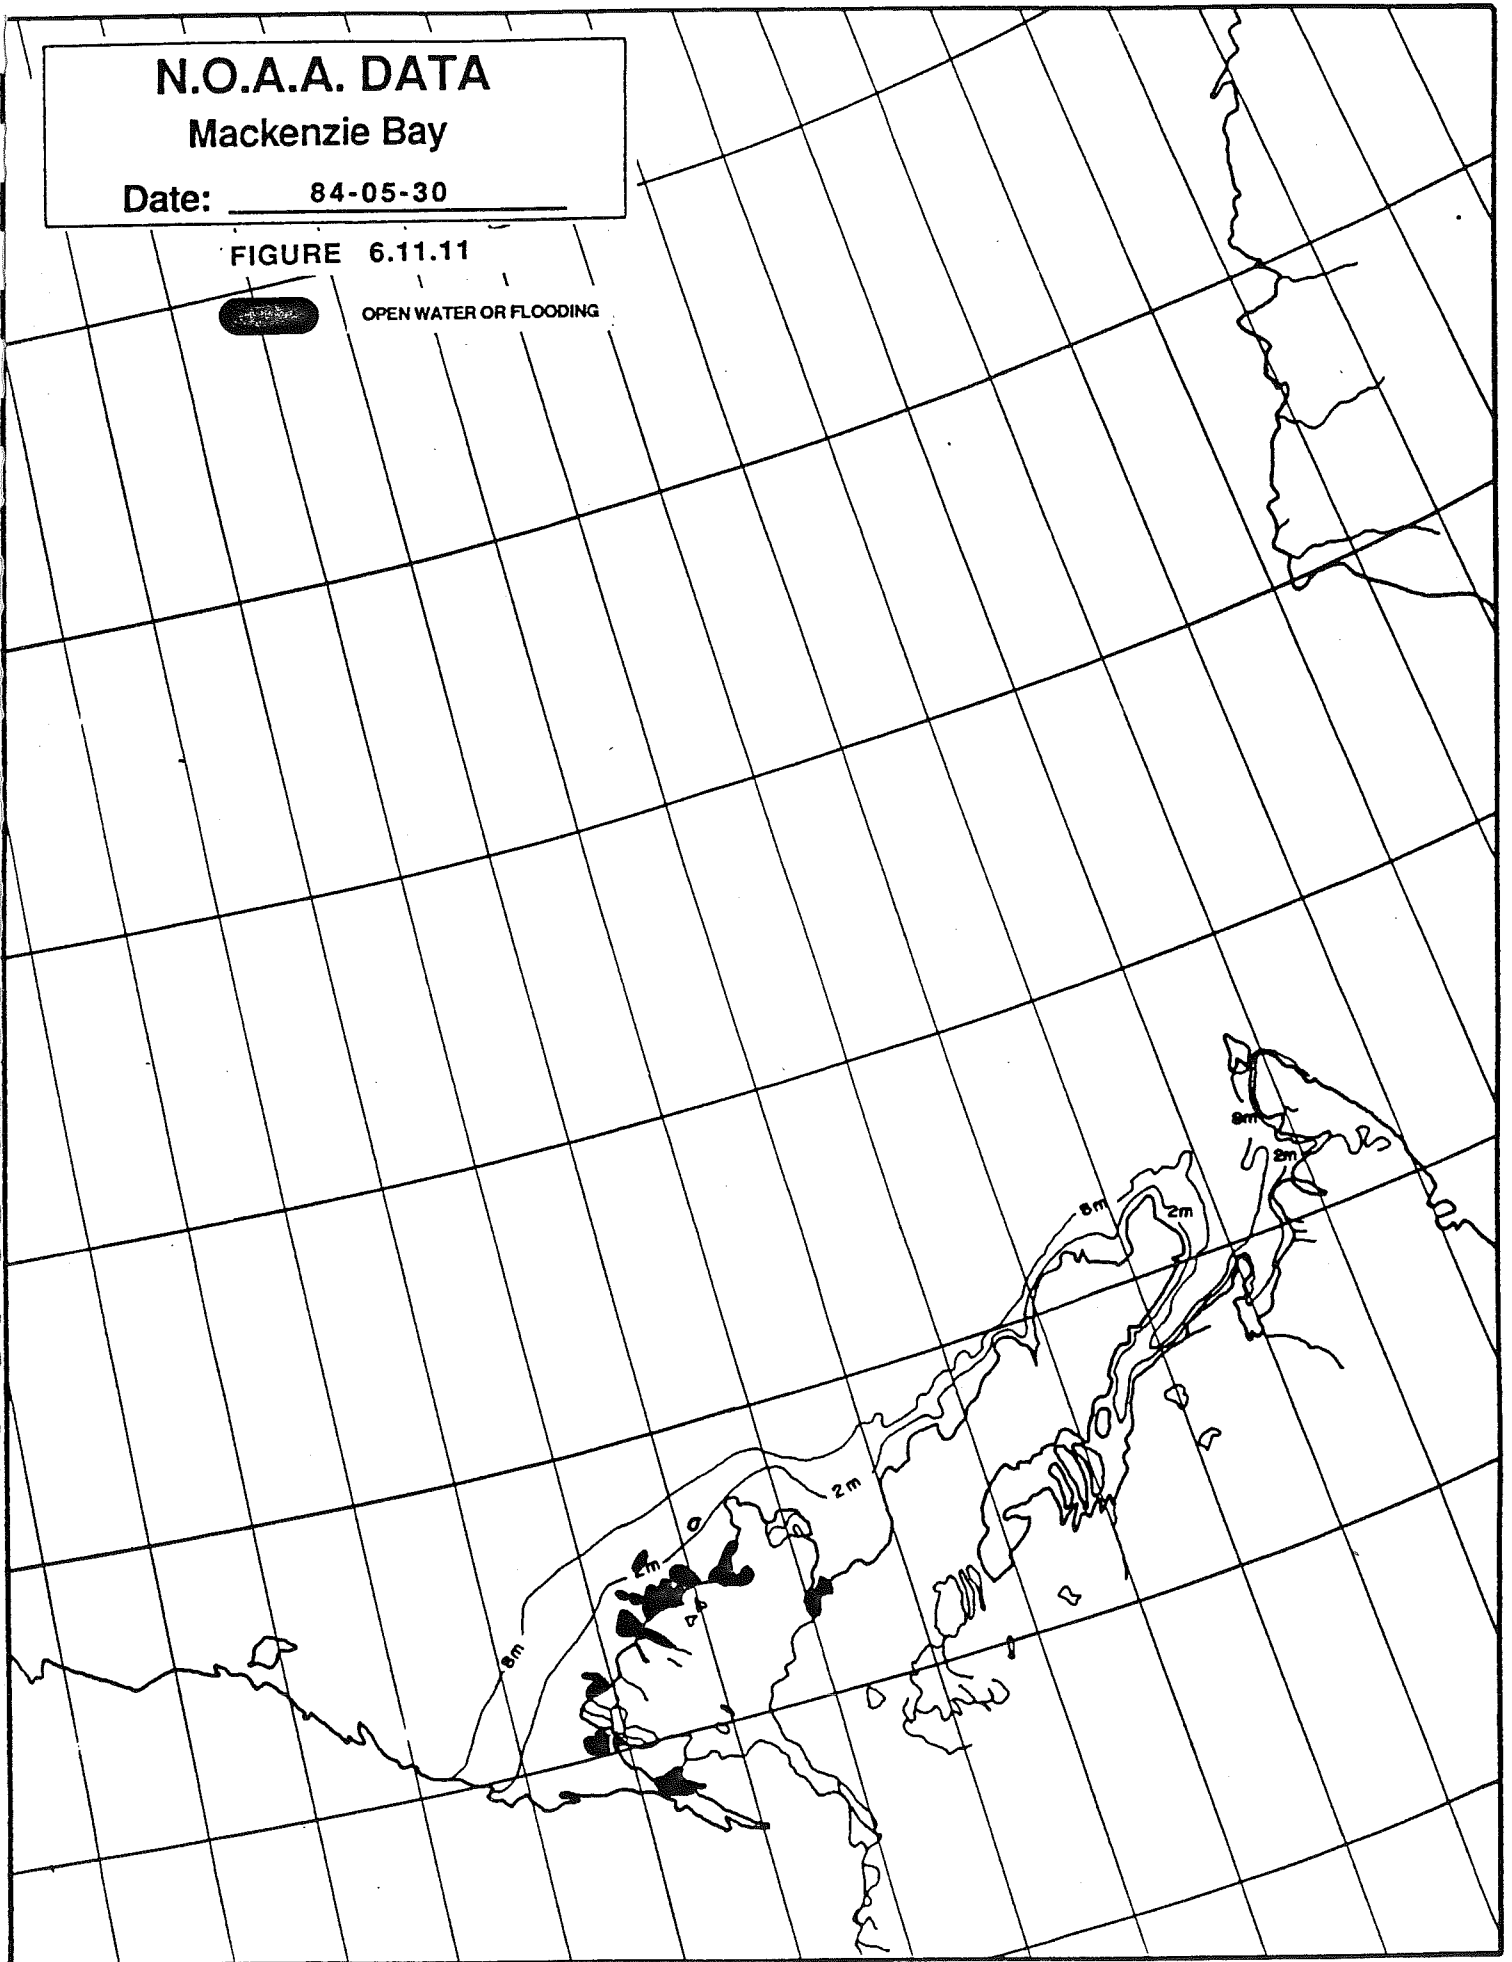 N.O.A.A. DATA
Mackenzie Bay
Date: 84-05-30
FIGURE 6.11.11
OPEN WATER OR FLOODING
8m
2m
8m
2m
2m
2m
8m